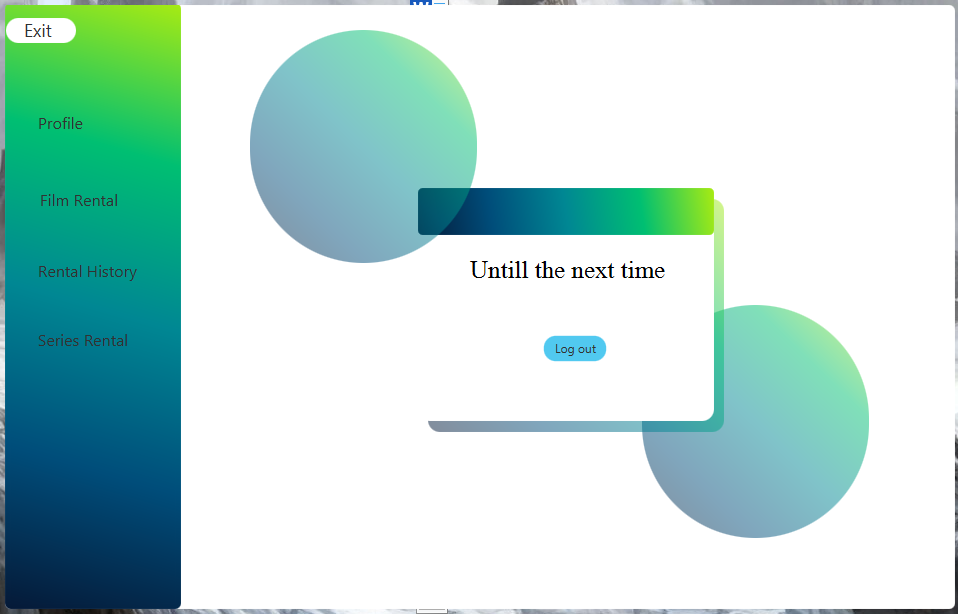 Exit
Profile
Film Rental
Rental History
Series Rental
Untill the next time
Log out